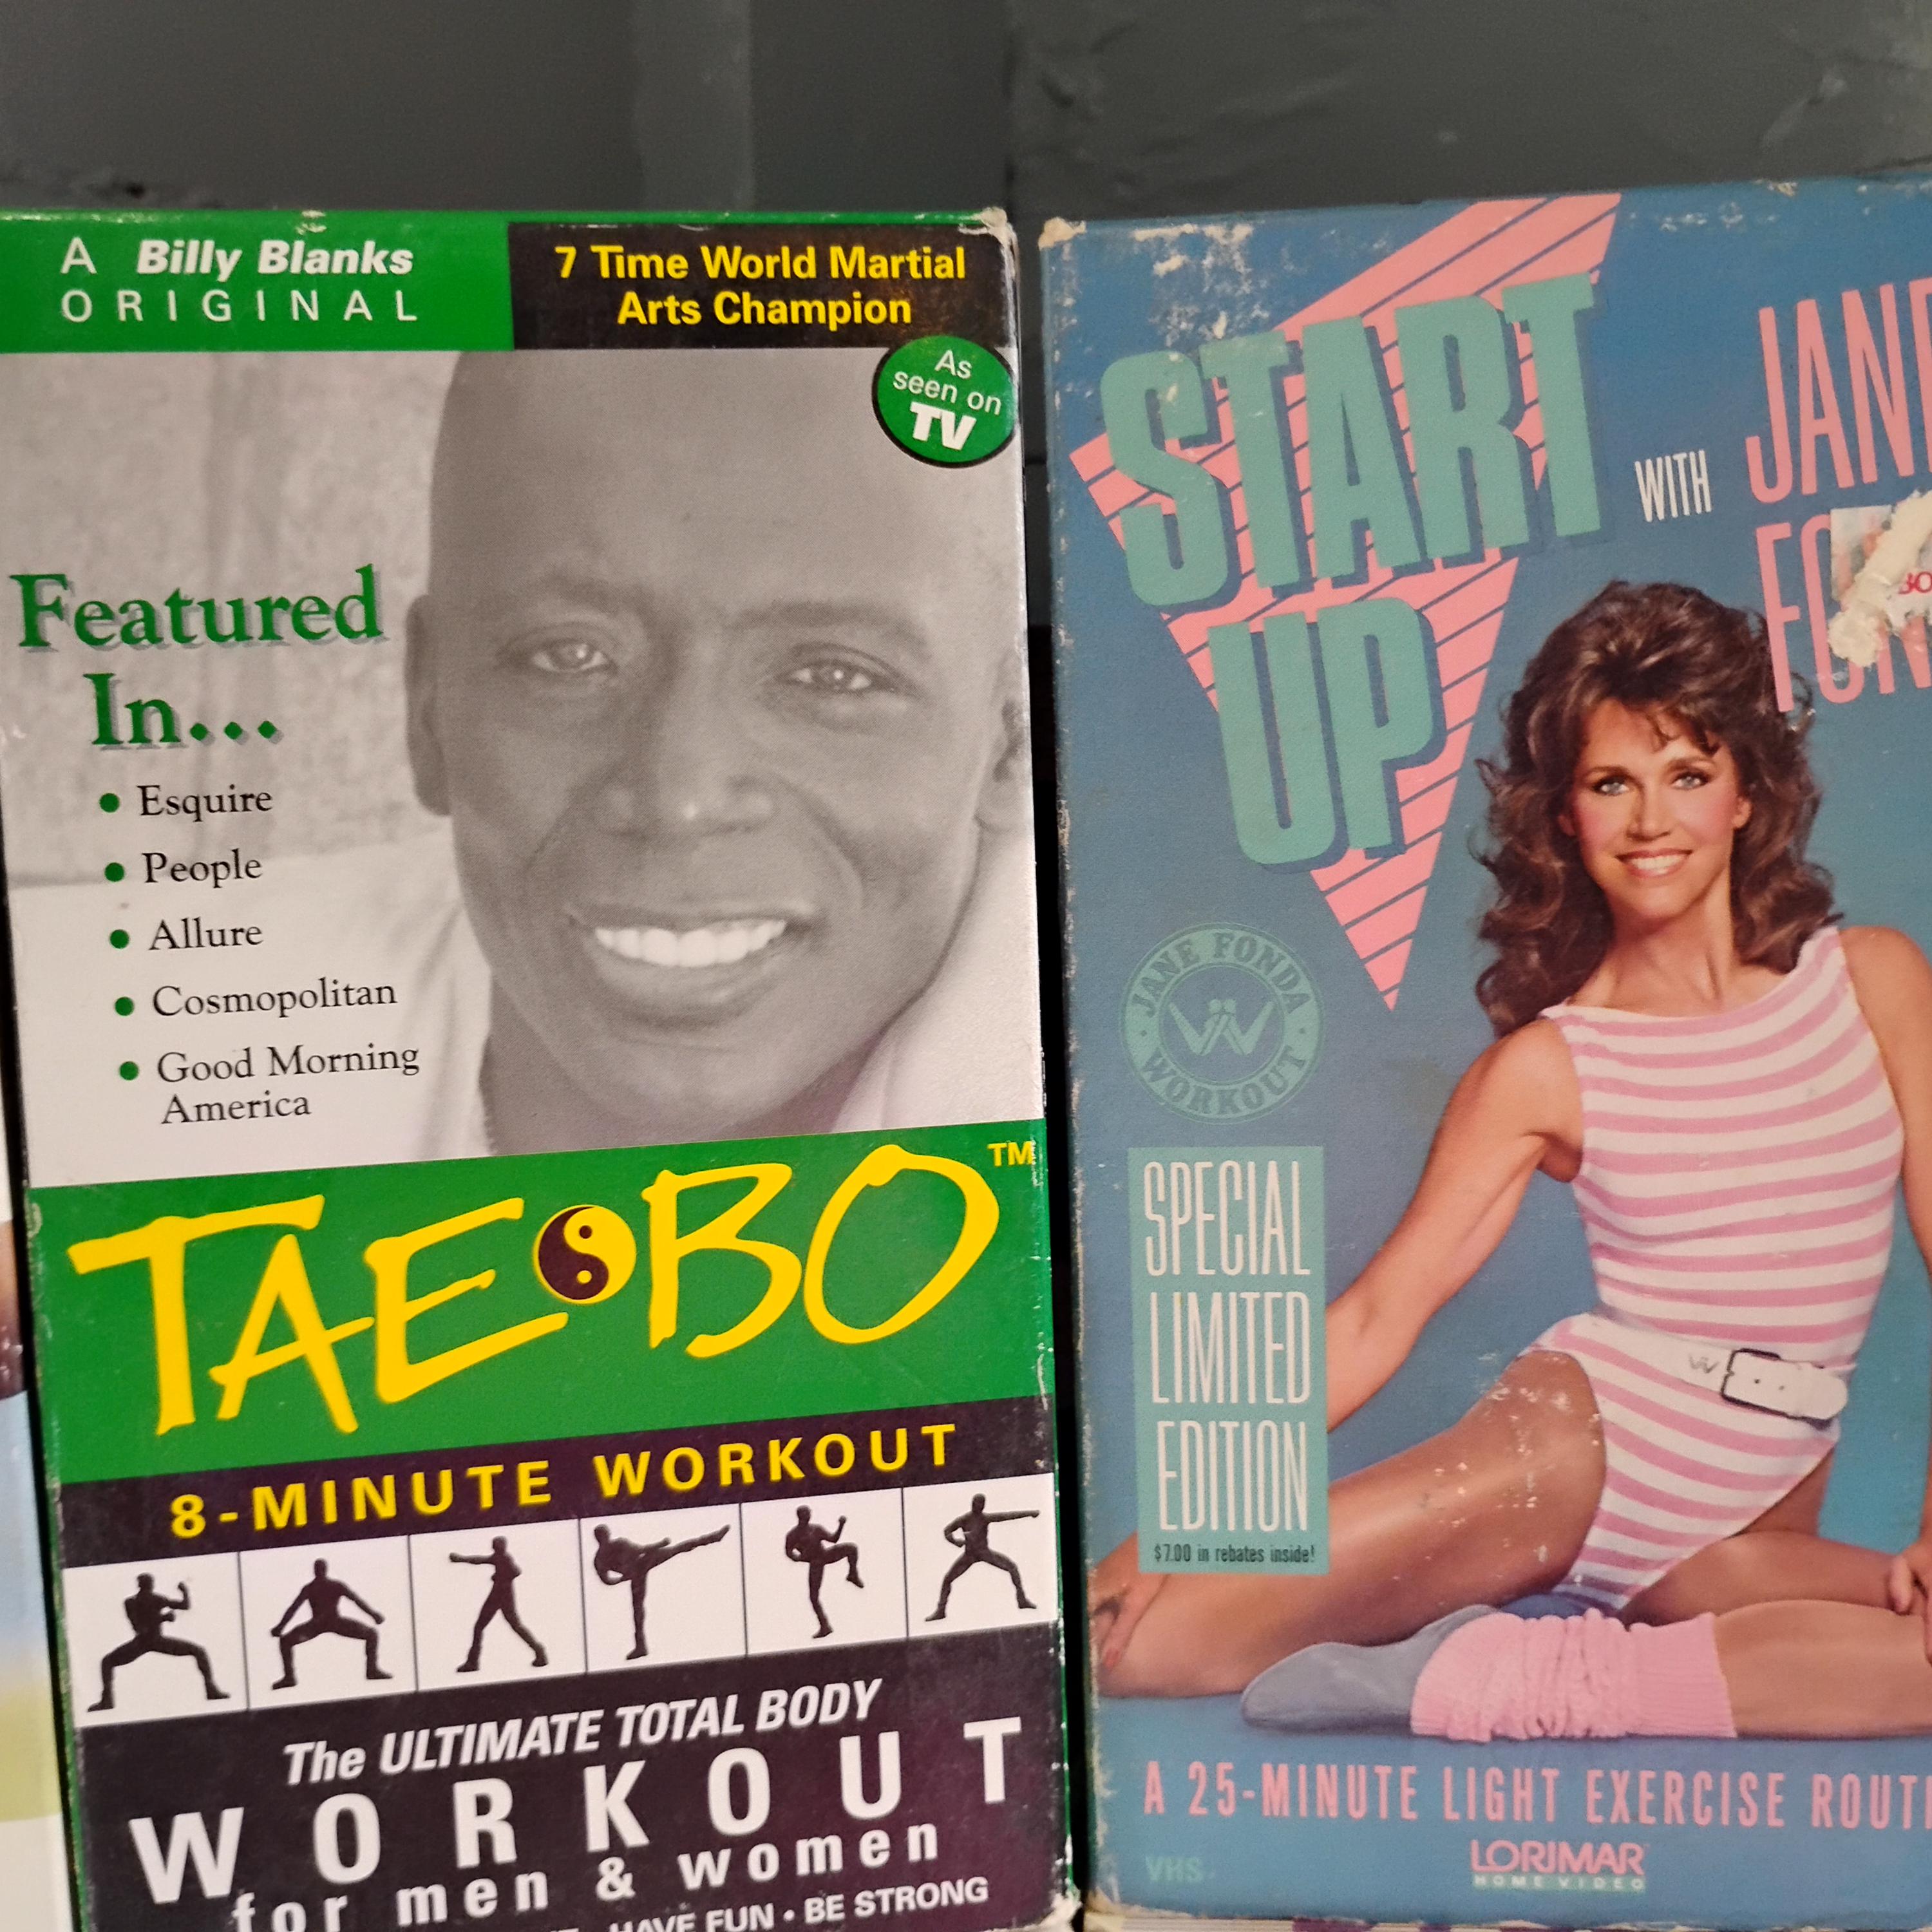 A Billy Blanks
ORIGINAL
7 Time World Martial
Arts Champion
As
seen on
TV
Featured
In...
• Esquire
• People
• Allure
• Cosmopolitan
• Good Morning
America
TAE BO™
8-MINUTE WORKOUT
The ULTIMATE TOTAL BODY
WORKOUT
for men & women
HAVE FUN • BE STRONG
START
UP
WITH
JANE FONDA WORKOUT
SPECIAL
LIMITED
EDITION
$7.00 in rebates inside!
A 25-MINUTE LIGHT EXERCISE
VHS
LORIMAR
HOME VIDEO